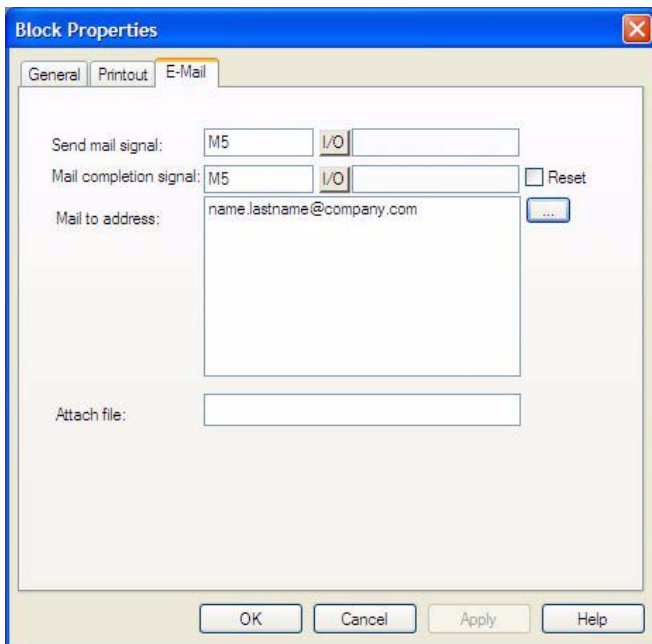 Block Properties
General Printout E-Mail
Send mail signal: M5 I/O
Mail completion signal: M5 I/O Reset
Mail to address: name.lastname@company.com ...
Attach file:
OK Cancel Apply Help